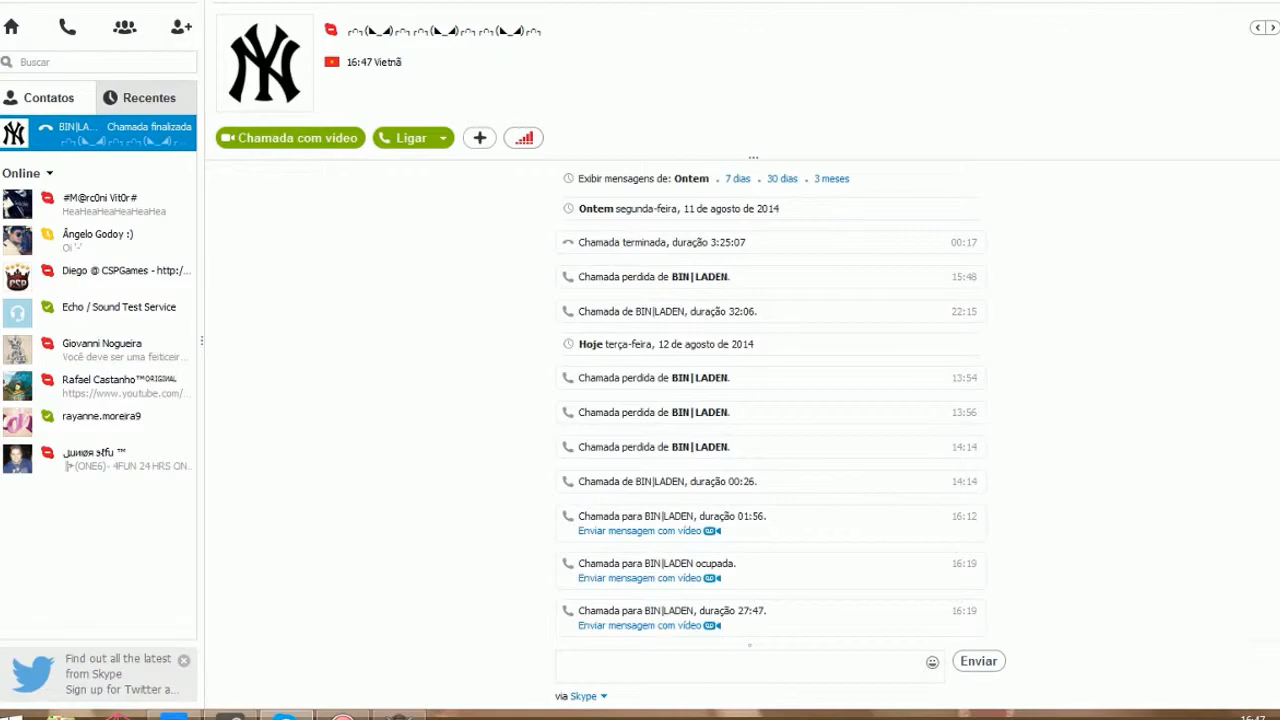 Buscar
Contatos
Recentes
BIN|LA... Chamada finalizada
Online
#M@rc0ni Vit0r#
HeaHeaHeaHeaHeaHea
Ângelo Godoy :)
Oi '-'
Diego @ CSPGames - http:/...
Echo / Sound Test Service
Giovanni Nogueira
Você deve ser uma feiticeir...
Rafael Castanho™ORIGINAL
https://www.youtube.com/...
rayanne.moreira9
(ONE6)- 4FUN 24 HRS ON...
Find out all the latest
from Skype
Sign up for Twitter a...
16:47 Vietnã
Chamada com vídeo
Ligar
Exibir mensagens de: Ontem . 7 dias . 30 dias . 3 meses
Ontem segunda-feira, 11 de agosto de 2014
Chamada terminada, duração 3:25:07 00:17
Chamada perdida de BIN|LADEN. 15:48
Chamada de BIN|LADEN, duração 32:06. 22:15
Hoje terça-feira, 12 de agosto de 2014
Chamada perdida de BIN|LADEN. 13:54
Chamada perdida de BIN|LADEN. 13:56
Chamada perdida de BIN|LADEN. 14:14
Chamada de BIN|LADEN, duração 00:26. 14:14
Chamada para BIN|LADEN, duração 01:56. 16:12
Enviar mensagem com vídeo
Chamada para BIN|LADEN ocupada. 16:19
Enviar mensagem com vídeo
Chamada para BIN|LADEN, duração 27:47. 16:19
Enviar mensagem com vídeo
Enviar
via Skype
16:47